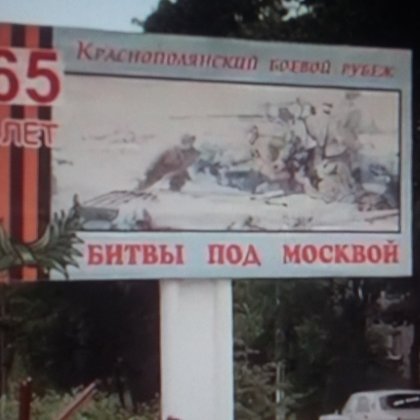 Краснополянский боевой рубеж
65
ЛЕТ
БИТВЫ ПОД МОСКВОЙ